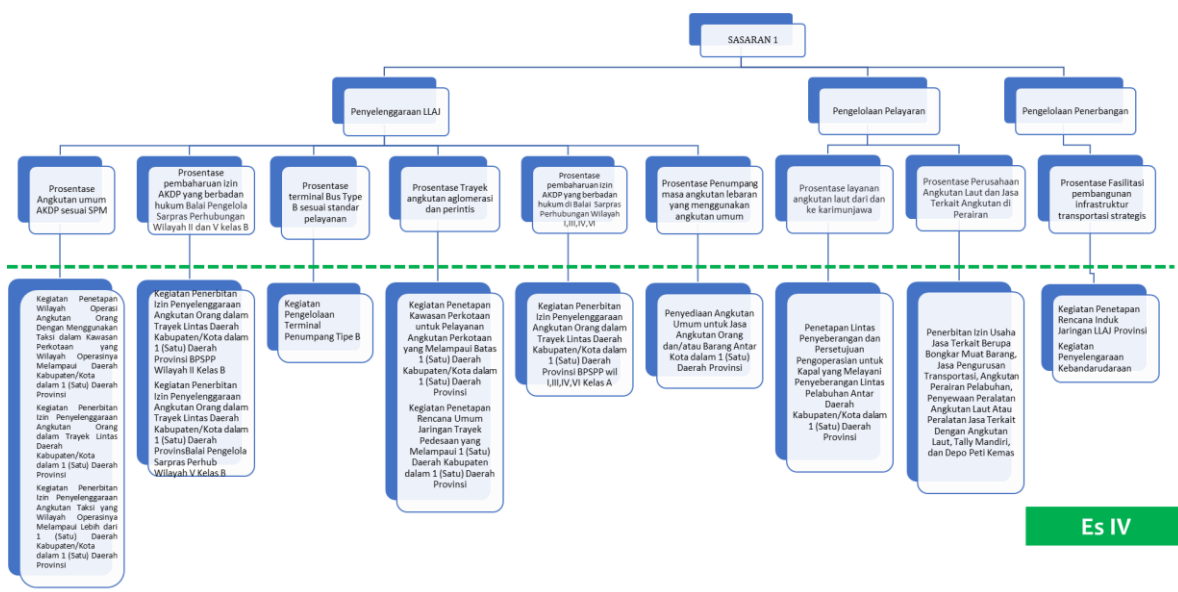 SASARAN 1
Penyelenggaraan LLAJ
Pengelolaan Pelayaran
Pengelolaan Penerbangan
Prosentase
Angkutan umum
AKDP sesuai SPM
Prosentase
pembaharuan izin
AKDP yang berbadan
hukum Balai Pengelola
Sarpras Perhubungan
Wilayah II dan V kelas B
Prosentase
terminal Bus Type
B sesuai standar
pelayanan
Prosentase Trayek
angkutan aglomerasi
dan perintis
Prosentase
pembaharuan izin
AKDP yang berbadan
hukum di Balai Sarpras
Perhubungan Wilayah
I,III,IV,VI
Prosentase Penumpang
masa angkutan lebaran
yang menggunakan
angkutan umum
Prosentase layanan
angkutan laut dari dan
ke karimunjawa
Prosentase Perusahaan
Angkutan Laut dan Jasa
Terkait Angkutan di
Perairan
Prosentase Fasilitasi
pembangunan
infrastruktur
transportasi strategis
Kegiatan Penetapan
Wilayah Operasi
Angkutan Orang
Dengan Menggunakan
Taksi dalam Kawasan
Perkotaan yang
Wilayah Operasinya
Melampaui Daerah
Kabupaten/Kota
dalam 1 (Satu) Daerah
Provinsi
Kegiatan Penerbitan
Izin Penyelenggaraan
Angkutan Orang
dalam Trayek Lintas
Daerah
Kabupaten/Kota
dalam 1 (Satu) Daerah
Provinsi
Kegiatan Penerbitan
Izin Penyelenggaraan
Angkutan Taksi yang
Wilayah Operasinya
Melampaui Lebih dari
1 (Satu) Daerah
Kabupaten/Kota
dalam 1 (Satu) Daerah
Provinsi
Kegiatan Penerbitan
Izin Penyelenggaraan
Angkutan Orang dalam
Trayek Lintas Daerah
Kabupaten/Kota dalam
1 (Satu) Daerah
Provinsi BPSPP
Wilayah II Kelas B
Kegiatan Penerbitan
Izin Penyelenggaraan
Angkutan Orang dalam
Trayek Lintas Daerah
Kabupaten/Kota dalam
1 (Satu) Daerah
ProvinsBalai Pengelola
Sarpras Perhub
Wilayah V Kelas B
Kegiatan
Pengelolaan
Terminal
Penumpang Tipe B
Kegiatan Penetapan
Kawasan Perkotaan
untuk Pelayanan
Angkutan Perkotaan
yang Melampaui Batas
1 (Satu) Daerah
Kabupaten/Kota dalam
1 (Satu) Daerah
Provinsi
Kegiatan Penetapan
Rencana Umum
Jaringan Trayek
Pedesaan yang
Melampaui 1 (Satu)
Daerah Kabupaten
dalam 1 (Satu) Daerah
Provinsi
Kegiatan Penerbitan Izin
Penyelenggaraan
Angkutan Orang dalam
Trayek Lintas Daerah
Kabupaten/Kota dalam 1
(Satu) Daerah
Provinsi BPSPP wil
I,III,IV,VI Kelas A
Penyediaan Angkutan
Umum untuk Jasa
Angkutan Orang
dan/atau Barang Antar
Kota dalam 1 (Satu)
Daerah Provinsi
Penetapan Lintas
Penyeberangan dan
Persetujuan
Pengoperasian untuk
Kapal yang Melayani
Penyeberangan Lintas
Pelabuhan Antar
Daerah
Kabupaten/Kota dalam
1 (Satu) Daerah
Provinsi
Penerbitan Izin Usaha
Jasa Terkait Berupa
Bongkar Muat Barang,
Jasa Pengurusan
Transportasi, Angkutan
Perairan Pelabuhan,
Penyewaan Peralatan
Angkutan Laut Atau
Peralatan Jasa Terkait
Dengan Angkutan
Laut, Tally Mandiri,
dan Depo Peti Kemas
Kegiatan Penetapan
Rencana Induk
Jaringan LLAJ Provinsi
Kegiatan
Penyelengaraan
Kebandarudaraan
Es IV